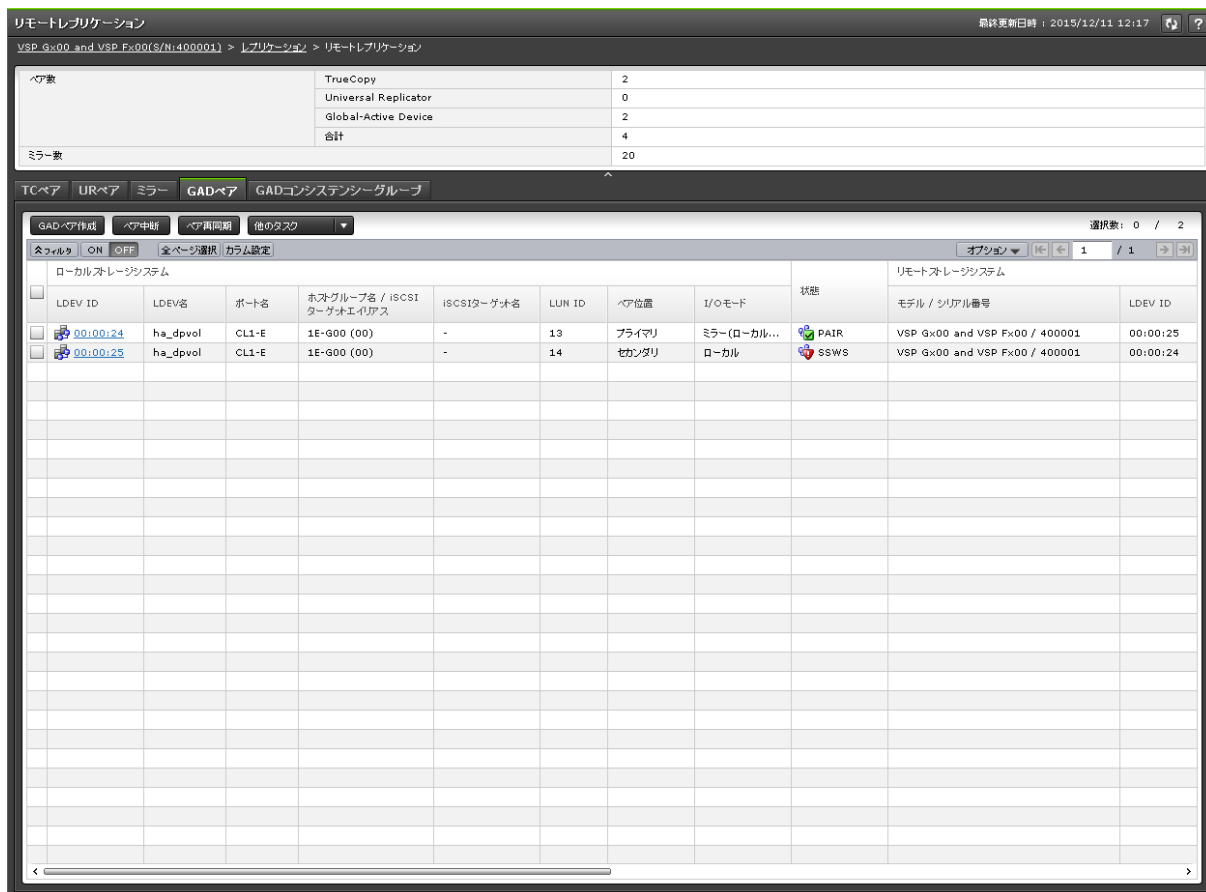 リモートレプリケーション
最終更新日時 : 2015/12/11 12:17
?
VSP Gx00 and VSP Fx00(S/N:400001) > レプリケーション > リモートレプリケーション
ペア数
TrueCopy 2
Universal Replicator 0
Global-Active Device 2
合計 4
ミラー数 20
TCペア URペア ミラー GADペア GADコンシステンシーグループ
GADペア作成 ペア中断 ペア再同期 他のタスク
選択数: 0 / 2
フィルタ ON OFF 全ページ選択 カラム設定
オプション 1 / 1
ローカルストレージシステム
状態
リモートストレージシステム
LDEV ID LDEV名 ポート名 ホストグループ名 / iSCSI
ターゲットエイリアス
iSCSIターゲット名 LUN ID ペア位置 I/Oモード
モデル / シリアル番号 LDEV ID
00:00:24 ha_dpvol CL1-E 1E-G00 (00) - 13 プライマリ ミラー(ローカル... PAIR VSP Gx00 and VSP Fx00 / 400001 00:00:25
00:00:25 ha_dpvol CL1-E 1E-G00 (00) - 14 セカンダリ ローカル SSWS VSP Gx00 and VSP Fx00 / 400001 00:00:24